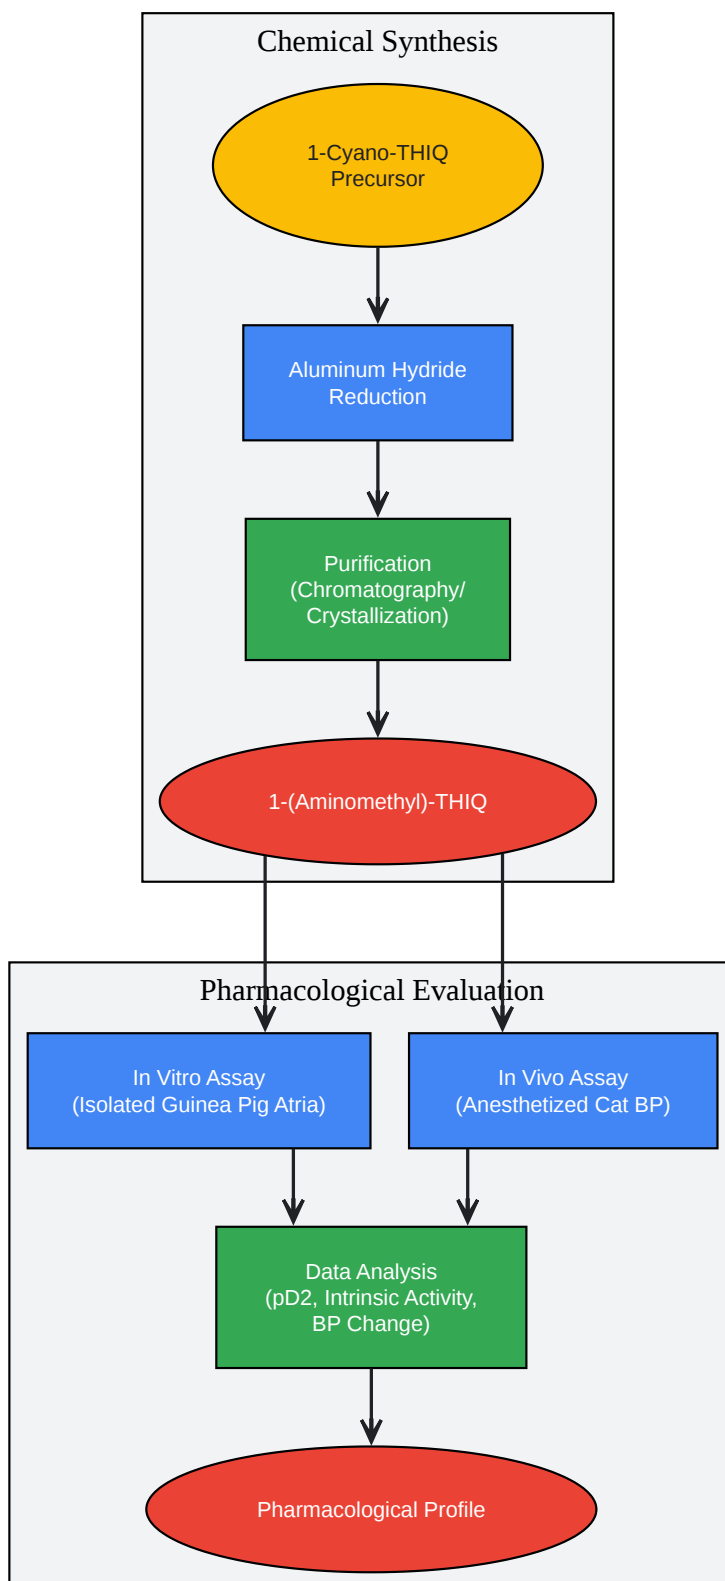 Chemical Synthesis
1-Cyano-THIQ
Precursor
Aluminum Hydride
Reduction
Purification
(Chromatography/
Crystallization)
1-(Aminomethyl)-THIQ
Pharmacological Evaluation
In Vitro Assay
(Isolated Guinea Pig Atria)
In Vivo Assay
(Anesthetized Cat BP)
Data Analysis
(pD2, Intrinsic Activity,
BP Change)
Pharmacological Profile